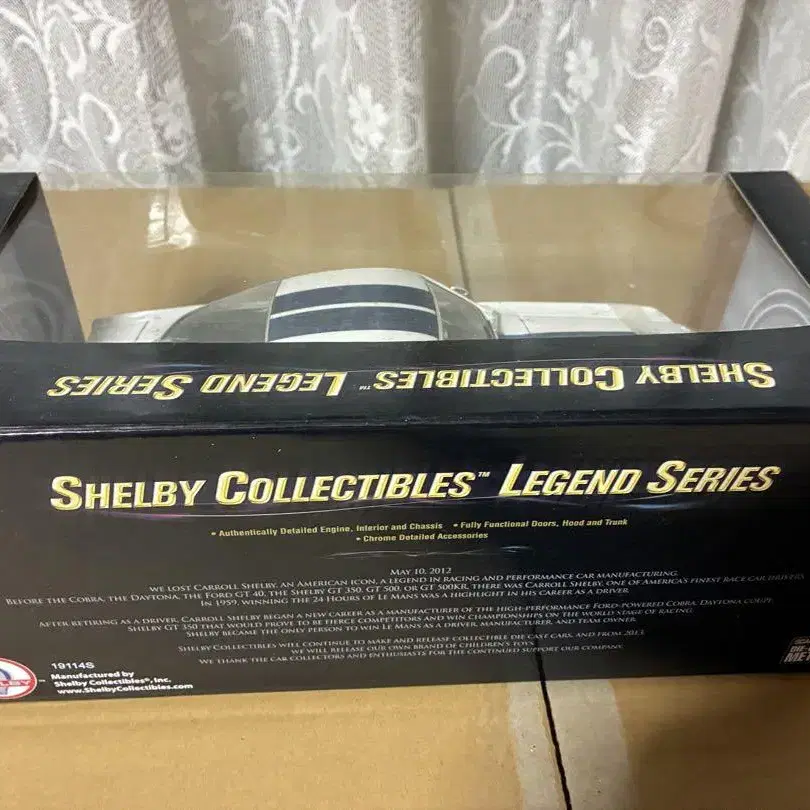 SHELBY COLLECTIBLES™ LEGEND SERIES
SHELBY COLLECTIBLES™ LEGEND SERIES
• Authentically Detailed Engine, Interior and Chassis • Fully Functional Doors, Hood and Trunk
• Chrome Detailed Accessories
MAY 10, 2012
WE LOST CARROLL SHELBY, AN AMERICAN ICON, A LEGEND IN RACING AND PERFORMANCE CAR MANUFACTURING.
BEFORE THE COBRA, THE DAYTONA, THE FORD GT 40, THE SHELBY GT 350, GT 500, OR GT 500KR, THERE WAS CARROLL SHELBY, ONE OF AMERICA'S FINEST RACE CAR DRIVERS.
IN 1959, WINNING THE 24 HOURS OF LE MANS WAS A HIGHLIGHT IN HIS CAREER AS A DRIVER.
AFTER RETIRING AS A DRIVER, CARROLL SHELBY BEGAN A NEW CAREER AS A MANUFACTURER OF THE HIGH-PERFORMANCE FORD-POWERED COBRA, DAYTONA COUPE,
SHELBY GT 350 THAT WOULD PROVE TO BE FIERCE COMPETITORS AND WIN CHAMPIONSHIPS ON THE WORLD STAGE OF RACING.
SHELBY BECAME THE ONLY PERSON TO WIN LE MANS AS A DRIVER, MANUFACTURER, AND TEAM OWNER.
SHELBY COLLECTIBLES WILL CONTINUE TO MAKE AND RELEASE COLLECTIBLE DIE CAST CARS, AND FROM 2013,
WE WILL RELEASE OUR OWN BRAND OF CHILDREN'S TOYS.
WE THANK THE CAR COLLECTORS AND ENTHUSIASTS FOR THE CONTINUED SUPPORT OUR COMPANY.
19114S
Manufactured by
Shelby Collectibles®, Inc.
www.ShelbyCollectibles.com